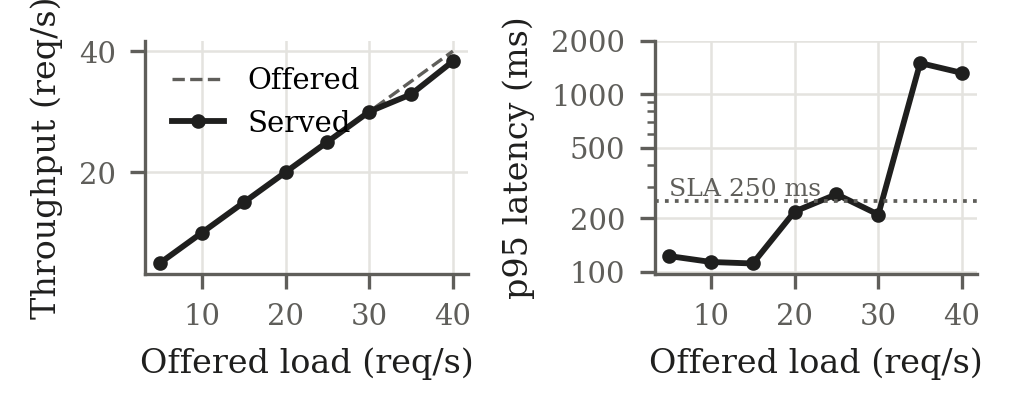 Throughput (req/s)
40
20
Offered
Served
10 20 30 40
Offered load (req/s)
p95 latency (ms)
2000
1000
500
200
100
SLA 250 ms
10 20 30 40
Offered load (req/s)